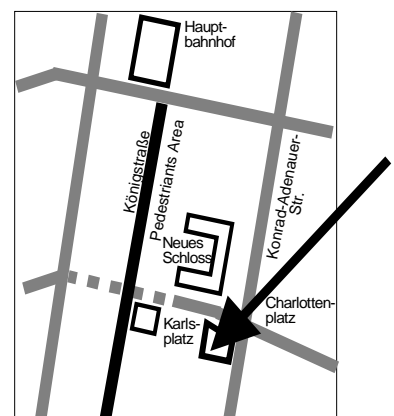 Haupt-
bahnhof
Königstraße
Pedestriants Area
Konrad-Adenauer-
Str.
Neues
Schloss
Charlotten-
platz
Karls-
platz